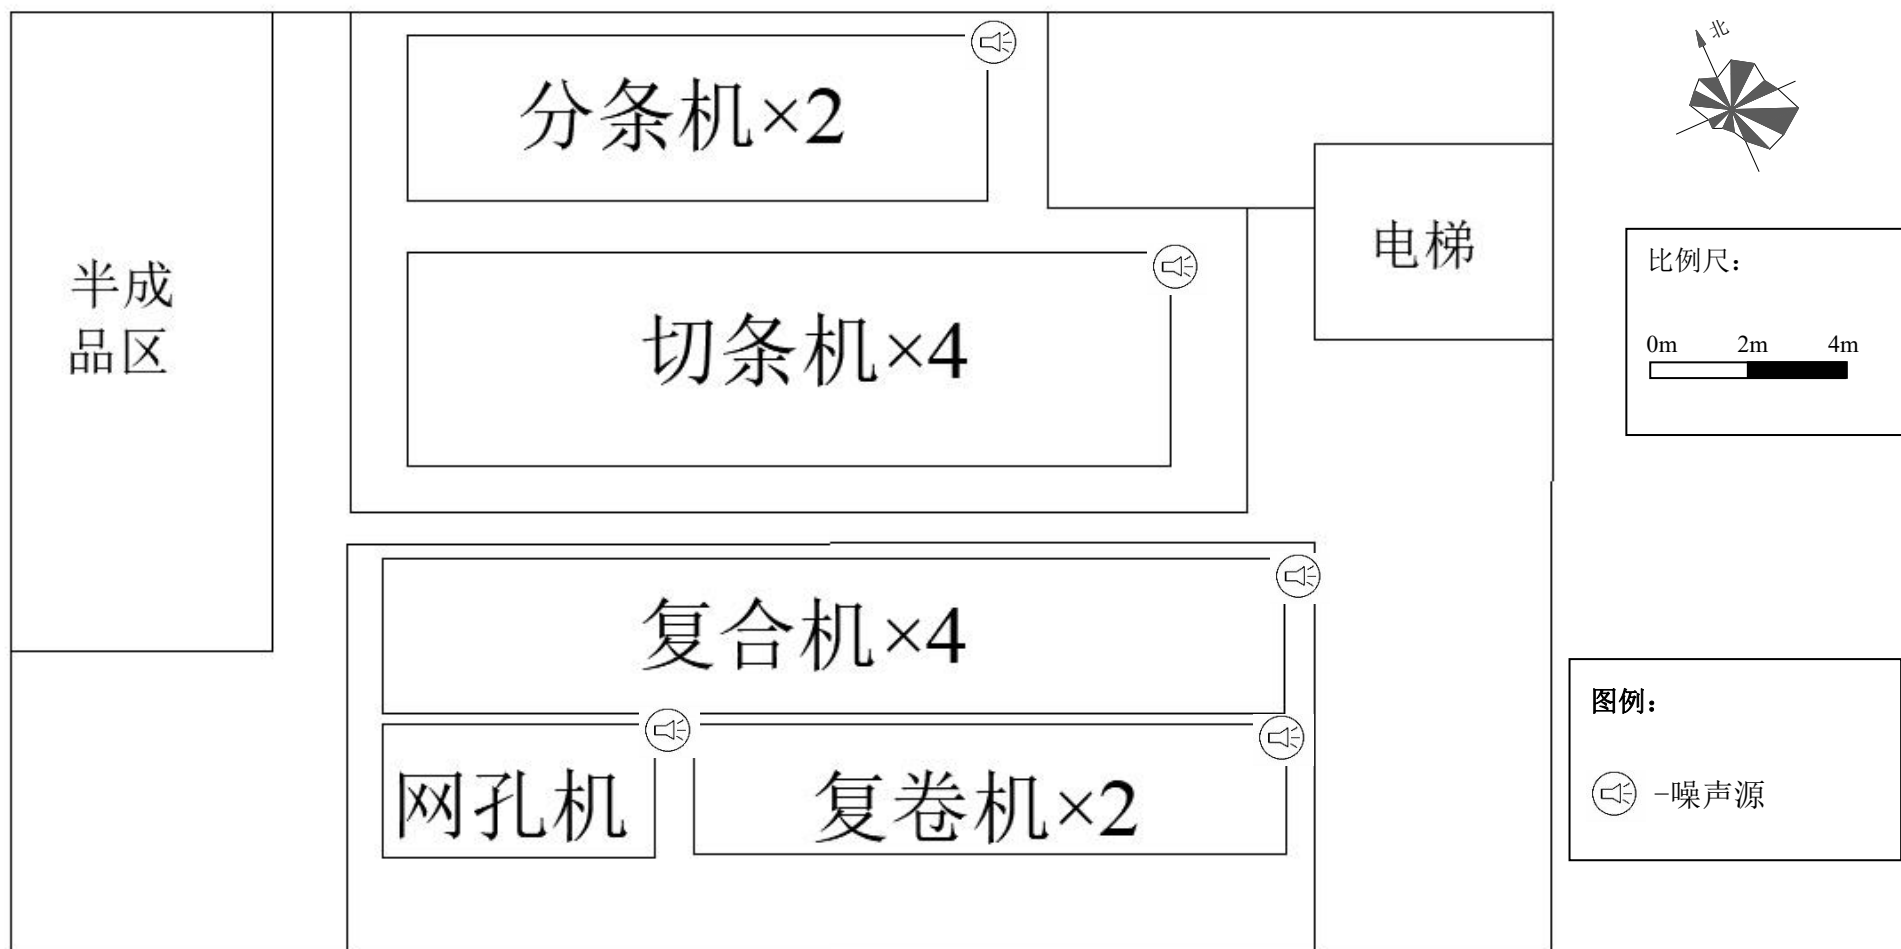 北
分条机×2
电梯
比例尺：
半成
品区
切条机×4
0m 2m 4m
复合机×4
图例：
网孔机
复卷机×2
-噪声源